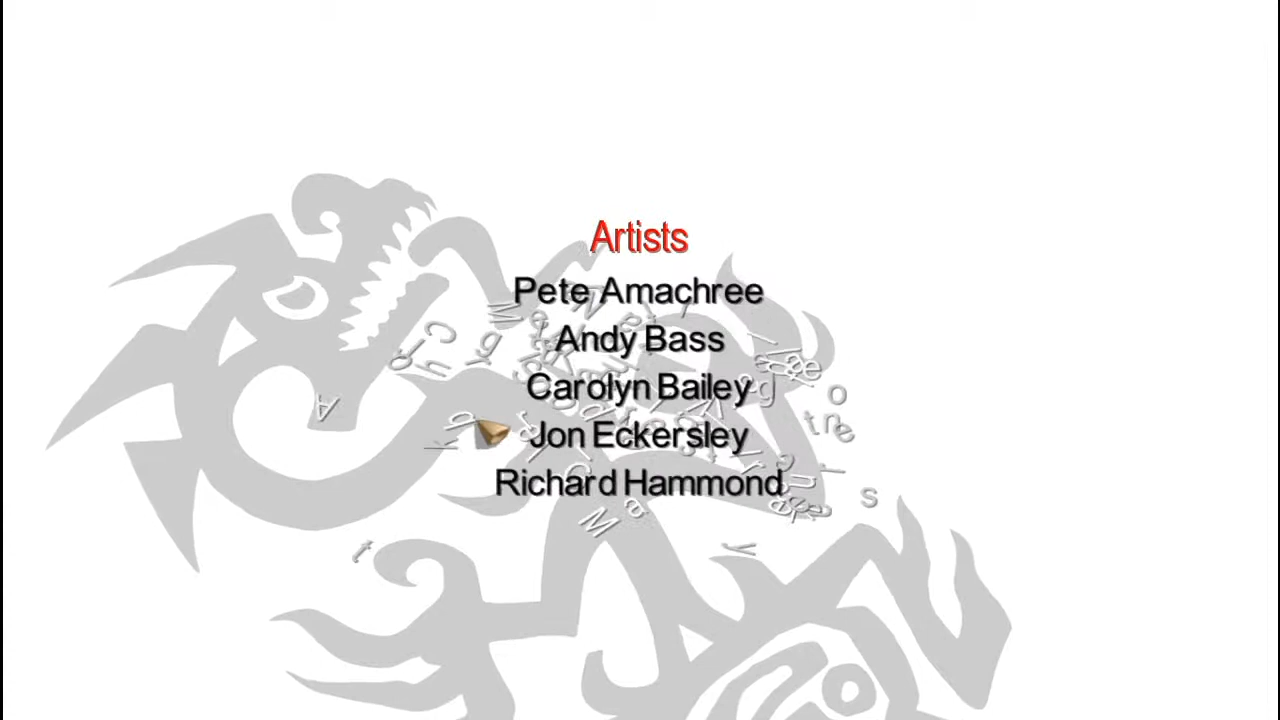 Artists
Pete Amachree
Andy Bass
Carolyn Bailey
Jon Eckersley
Richard Hammond